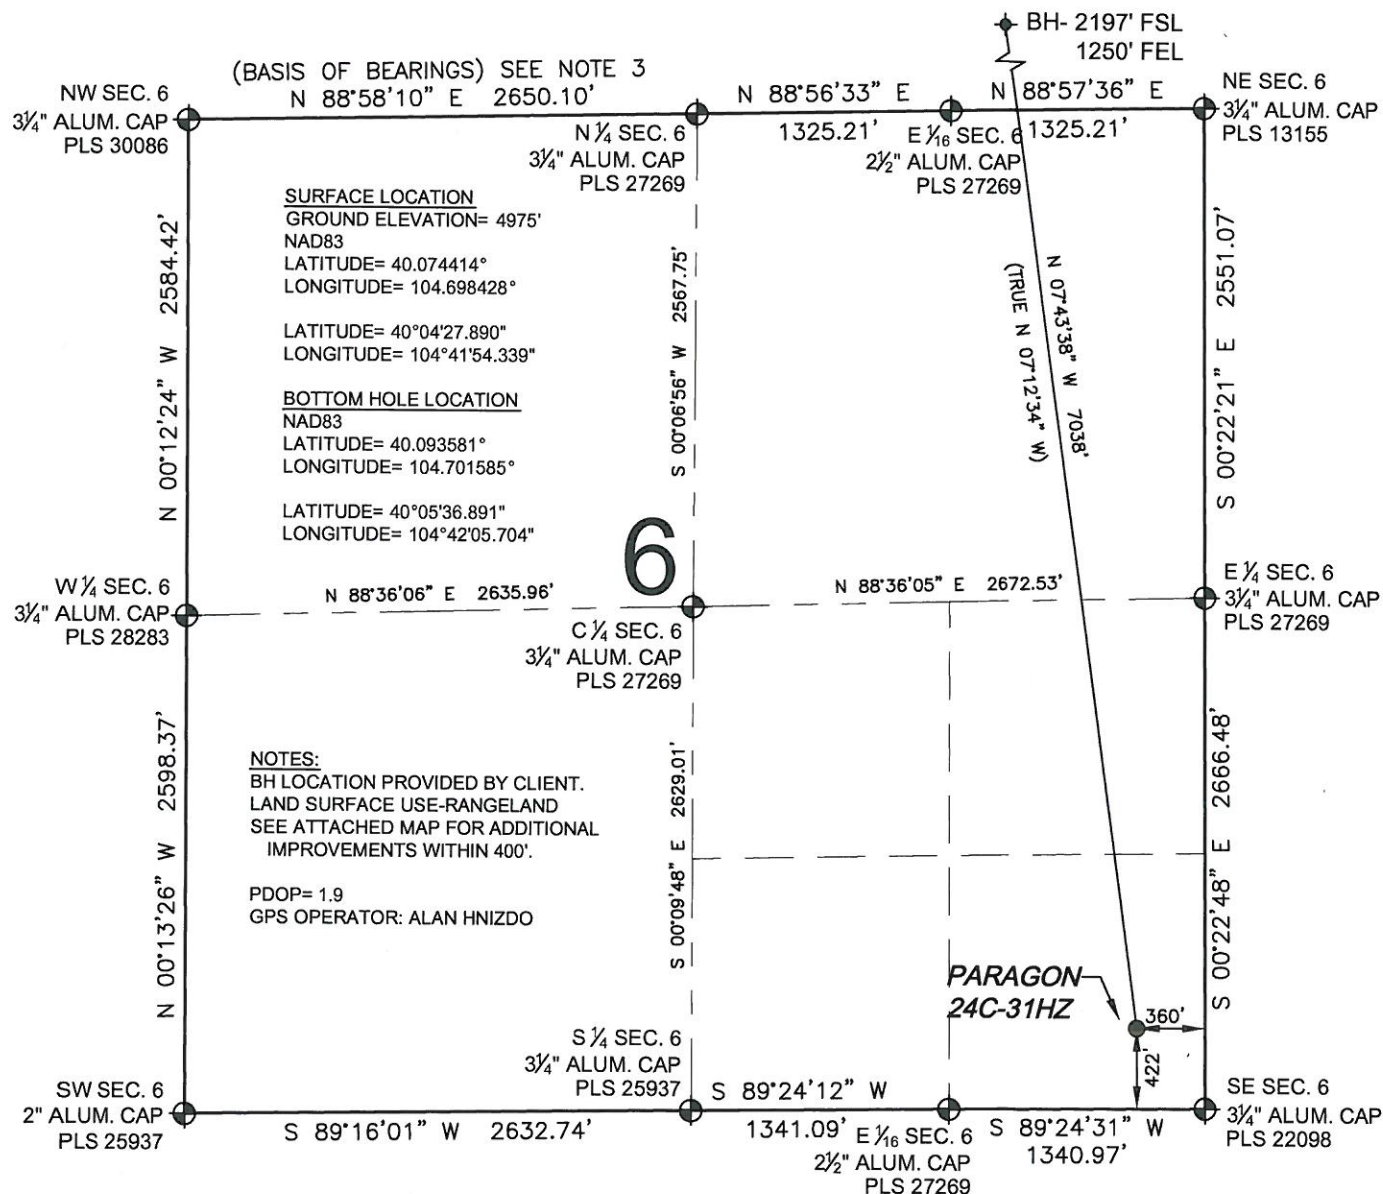 BH- 2197' FSL
1250' FEL
(BASIS OF BEARINGS) SEE NOTE 3
N 88°58'10" E 2650.10'
N 88°56'33" E
1325.21'
N 88°57'36" E
1325.21'
NW SEC. 6
3¼" ALUM. CAP
PLS 30086
N ¼ SEC. 6
3¼" ALUM. CAP
PLS 27269
E ⅟16 SEC. 6
2½" ALUM. CAP
PLS 27269
NE SEC. 6
3¼" ALUM. CAP
PLS 13155
SURFACE LOCATION
GROUND ELEVATION= 4975'
NAD83
LATITUDE= 40.074414°
LONGITUDE= 104.698428°
LATITUDE= 40°04'27.890"
LONGITUDE= 104°41'54.339"
BOTTOM HOLE LOCATION
NAD83
LATITUDE= 40.093581°
LONGITUDE= 104.701585°
LATITUDE= 40°05'36.891"
LONGITUDE= 104°42'05.704"
N 00°12'24" W 2584.42'
S 00°06'56" W 2567.75'
N 07°43'38" W 7038'
(TRUE N 07°12'34" W)
S 00°22'21" E 2551.07'
6
W ¼ SEC. 6
3¼" ALUM. CAP
PLS 28283
N 88°36'06" E 2635.96'
N 88°36'05" E 2672.53'
C ¼ SEC. 6
3¼" ALUM. CAP
PLS 27269
E ¼ SEC. 6
3¼" ALUM. CAP
PLS 27269
NOTES:
BH LOCATION PROVIDED BY CLIENT.
LAND SURFACE USE-RANGELAND
SEE ATTACHED MAP FOR ADDITIONAL
IMPROVEMENTS WITHIN 400'.
PDOP= 1.9
GPS OPERATOR: ALAN HNIZDO
N 00°13'26" W 2598.37'
S 00°09'48" E 2629.01'
S 00°22'48" E 2666.48'
PARAGON
24C-31HZ
360'
422'
SW SEC. 6
2" ALUM. CAP
PLS 25937
S ¼ SEC. 6
3¼" ALUM. CAP
PLS 25937
S 89°16'01" W 2632.74'
S 89°24'12" W
1341.09'
E ⅟16 SEC. 6
2½" ALUM. CAP
PLS 27269
S 89°24'31" W
1340.97'
SE SEC. 6
3¼" ALUM. CAP
PLS 22098